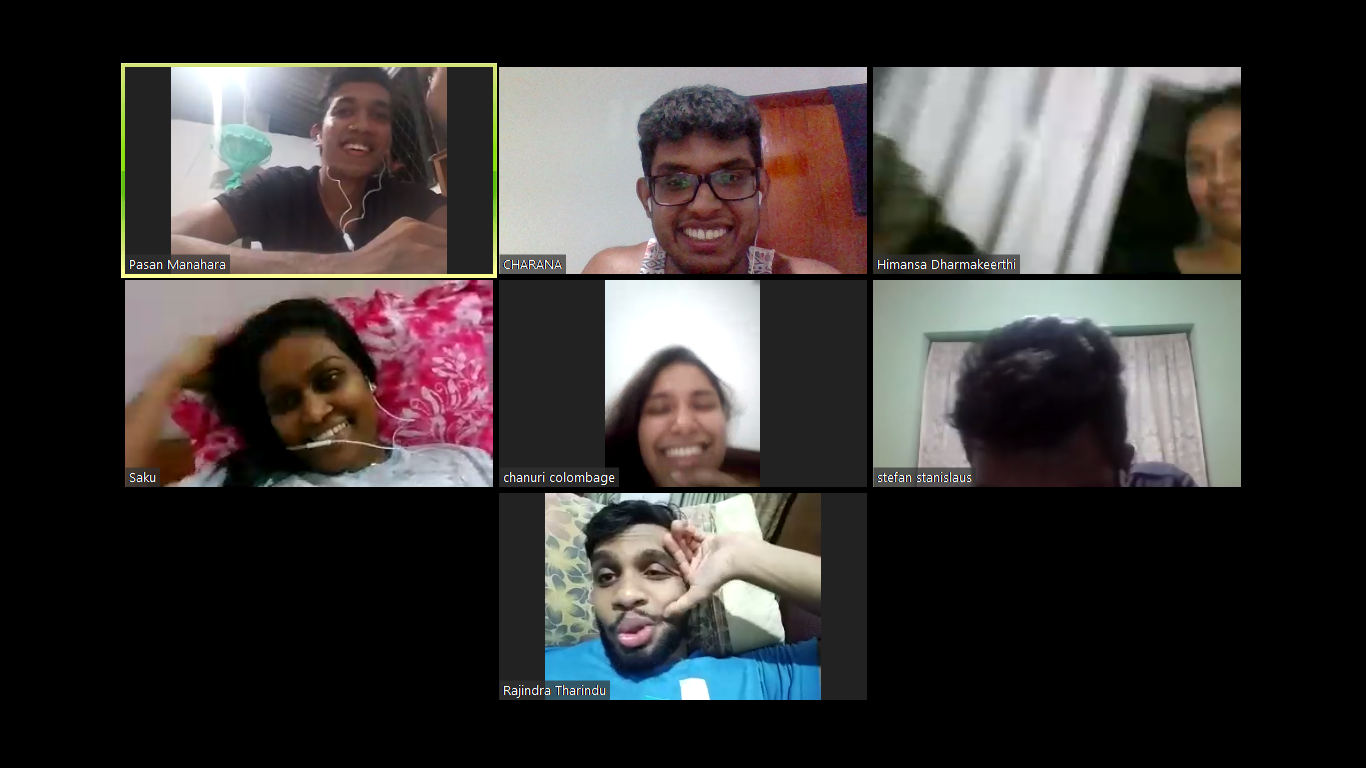 Pasan Manahara
CHARANA
Himansa Dharmakeerthi
Saku
chanuri colombage
stefan stanislaus
Rajindra Tharindu